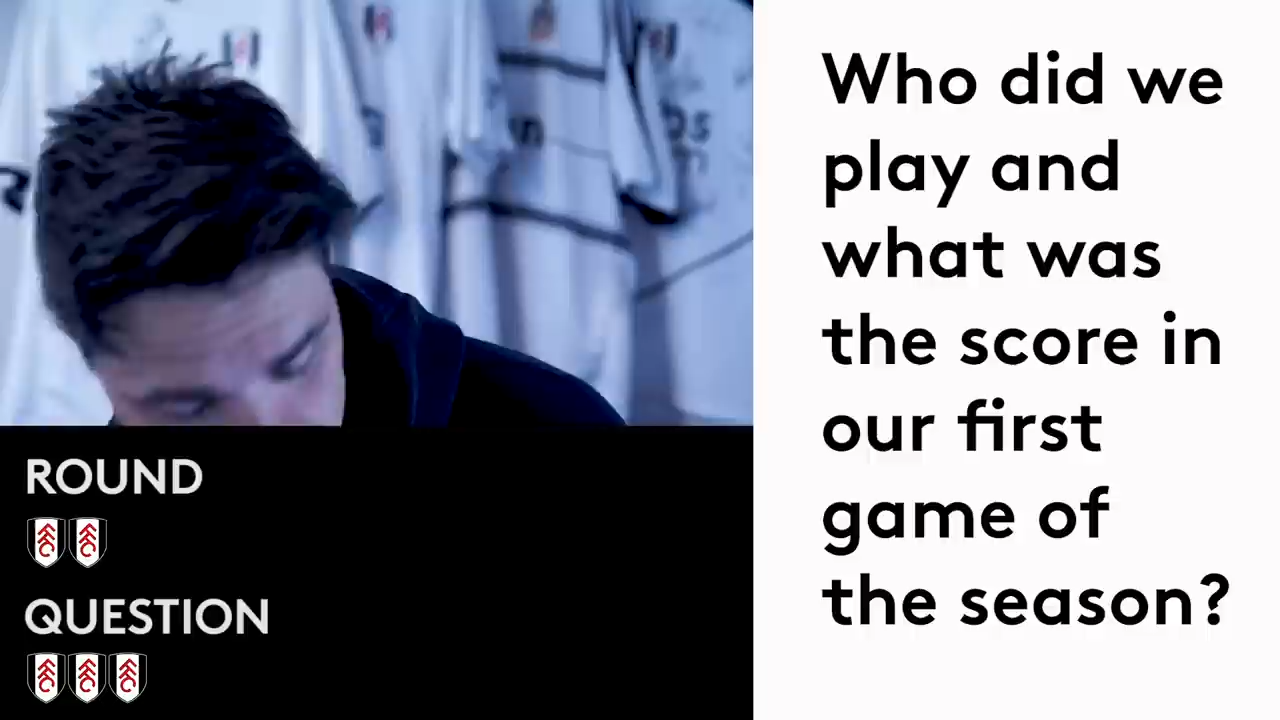 Who did we
play and
what was
the score in
our first
game of
the season?
ROUND
QUESTION